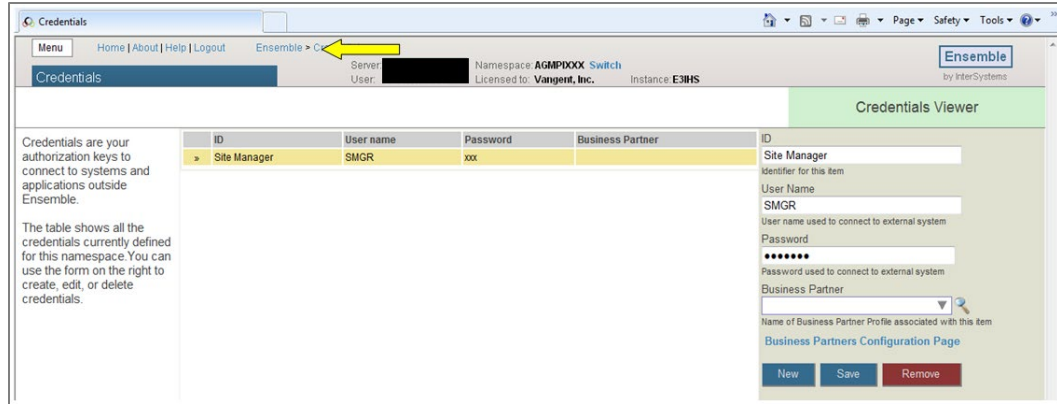 Credentials
Page Safety Tools
Menu Home | About | Help | Logout Ensemble >
Server: Namespace: AGMPIXXX Switch
User: Licensed to: Vangent, Inc. Instance: E3IHS
Credentials
Ensemble
by InterSystems
Credentials Viewer
Credentials are your
authorization keys to
connect to systems and
applications outside
Ensemble.
The table shows all the
credentials currently defined
for this namespace.You can
use the form on the right to
create, edit, or delete
credentials.
ID User name Password Business Partner
» Site Manager SMGR xxx
ID
Site Manager
Identifier for this item
User Name
SMGR
User name used to connect to external system
Password
•••••••
Password used to connect to external system
Business Partner
Name of Business Partner Profile associated with this item
Business Partners Configuration Page
New Save Remove